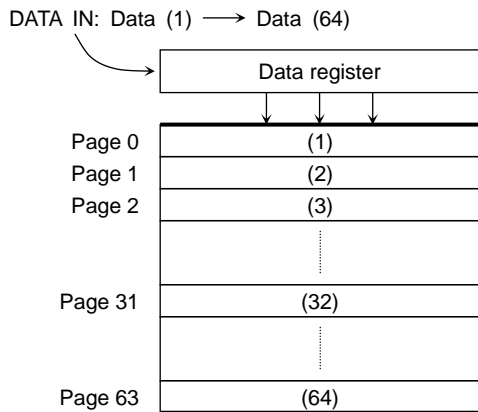 DATA IN: Data (1) ⟶ Data (64)
Data register
Page 0 (1)
Page 1 (2)
Page 2 (3)
Page 31 (32)
Page 63 (64)